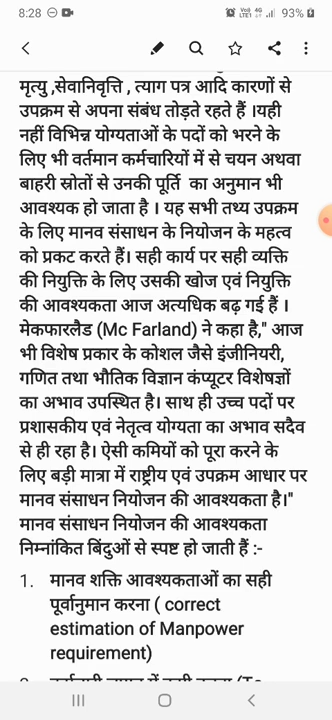 8:28
Vo)) 4G
LTE1
93%
मृत्यु ,सेवानिवृत्ति , त्याग पत्र आदि कारणों से
उपक्रम से अपना संबंध तोड़ते रहते हैं ।यही
नहीं विभिन्न योग्यताओं के पदों को भरने के
लिए भी वर्तमान कर्मचारियों में से चयन अथवा
बाहरी स्रोतों से उनकी पूर्ति का अनुमान भी
आवश्यक हो जाता है । यह सभी तथ्य उपक्रम
के लिए मानव संसाधन के नियोजन के महत्व
को प्रकट करते हैं। सही कार्य पर सही व्यक्ति
की नियुक्ति के लिए उसकी खोज एवं नियुक्ति
की आवश्यकता आज अत्यधिक बढ़ गई हैं ।
मेकफारलैड (Mc Farland) ने कहा है," आज
भी विशेष प्रकार के कोशल जैसे इंजीनियरी,
गणित तथा भौतिक विज्ञान कंप्यूटर विशेषज्ञों
का अभाव उपस्थित है। साथ ही उच्च पदों पर
प्रशासकीय एवं नेतृत्व योग्यता का अभाव सदैव
से ही रहा है। ऐसी कमियों को पूरा करने के
लिए बड़ी मात्रा में राष्ट्रीय एवं उपक्रम आधार पर
मानव संसाधन नियोजन की आवश्यकता है।"
मानव संसाधन नियोजन की आवश्यकता
निम्नांकित बिंदुओं से स्पष्ट हो जाती हैं :-
1. मानव शक्ति आवश्यकताओं का सही
पूर्वानुमान करना ( correct
estimation of Manpower
requirement)